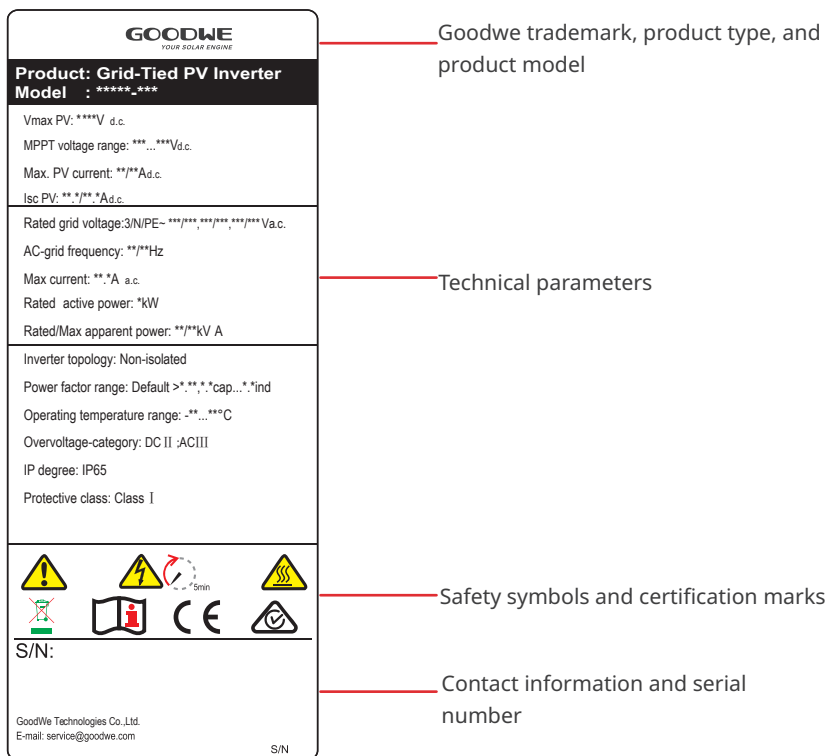 GOODWE
YOUR SOLAR ENGINE
Goodwe trademark, product type, and
product model
Product: Grid-Tied PV Inverter
Model : *****-***
Vmax PV: ****V d.c.
MPPT voltage range: ***...***Vd.c.
Max. PV current: **/**Ad.c.
Isc PV: **.*/**.*Ad.c.
Rated grid voltage:3/N/PE~ ***/***,***/***,***/*** Va.c.
AC-grid frequency: **/**Hz
Max current: **.*A a.c.
Technical parameters
Rated active power: *kW
Rated/Max apparent power: **/**kV A
Inverter topology: Non-isolated
Power factor range: Default >*.**,*.*cap...*.*ind
Operating temperature range: -**...**°C
Overvoltage-category: DC II ;ACIII
IP degree: IP65
Protective class: Class I
5min
Safety symbols and certification marks
CE
S/N:
Contact information and serial
number
GoodWe Technologies Co.,Ltd.
E-mail: service@goodwe.com
S/N